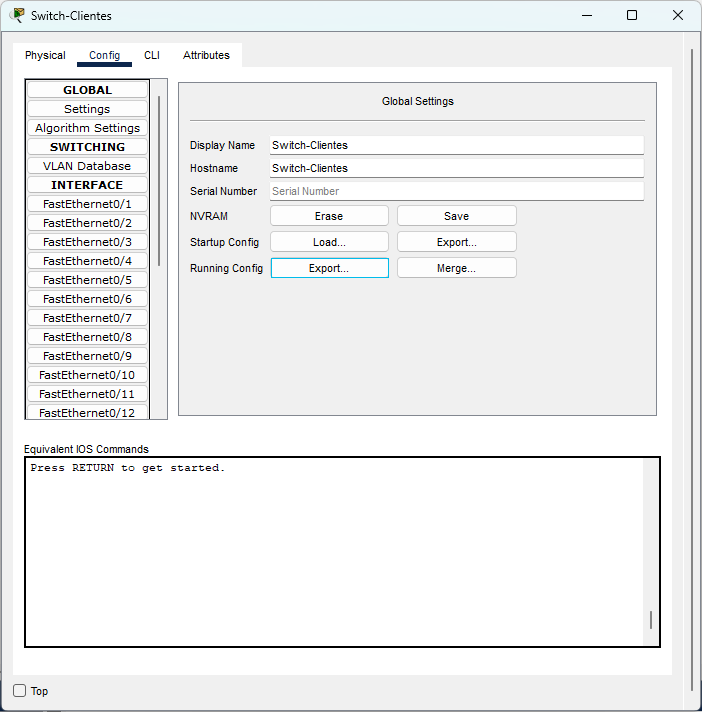 Switch-Clientes
Physical Config CLI Attributes
GLOBAL
Settings
Algorithm Settings
SWITCHING
VLAN Database
INTERFACE
FastEthernet0/1
FastEthernet0/2
FastEthernet0/3
FastEthernet0/4
FastEthernet0/5
FastEthernet0/6
FastEthernet0/7
FastEthernet0/8
FastEthernet0/9
FastEthernet0/10
FastEthernet0/11
FastEthernet0/12
Global Settings
Display Name Switch-Clientes
Hostname Switch-Clientes
Serial Number Serial Number
NVRAM Erase Save
Startup Config Load... Export...
Running Config Export... Merge...
Equivalent IOS Commands
Press RETURN to get started.
Top